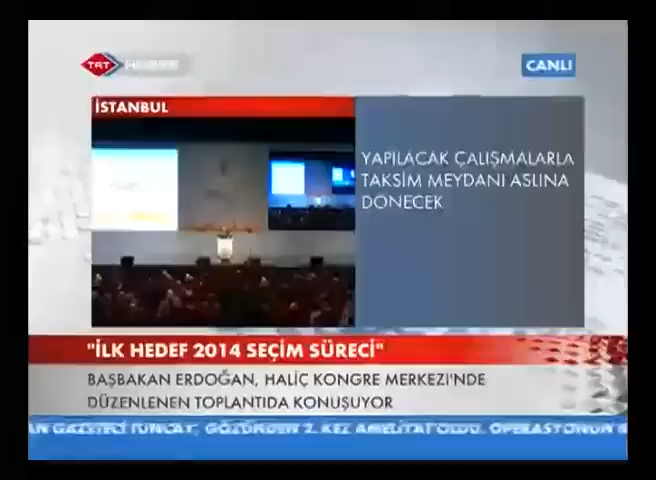 TRT HABER
CANLI
İSTANBUL
YAPILACAK ÇALIŞMALARLA
TAKSİM MEYDANI ASLINA
DONECEK
"İLK HEDEF 2014 SEÇİM SÜRECİ"
BAŞBAKAN ERDOĞAN, HALİÇ KONGRE MERKEZİ'NDE
DÜZENLENEN TOPLANTIDA KONUŞUYOR
GAZETECİ TUNCAY, GÖZÜNDEN 2. KEZ AMELİYAT OLDU. OPERASYONUN